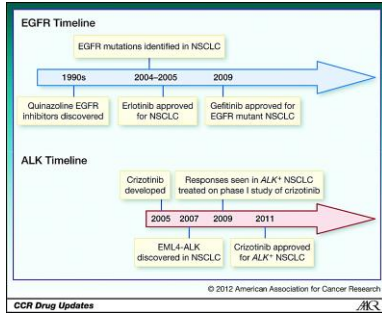 EGFR Timeline
EGFR mutations identified in NSCLC
1990s 2004–2005 2009
Quinazoline EGFR
inhibitors discovered
Erlotinib approved
for NSCLC
Gefitinib approved for
EGFR mutant NSCLC
ALK Timeline
Crizotinib
developed
Responses seen in ALK+ NSCLC
treated on phase I study of crizotinib
2005 2007 2009 2011
EML4-ALK
discovered in NSCLC
Crizotinib approved
for ALK+ NSCLC
© 2012 American Association for Cancer Research
CCR Drug Updates
AACR